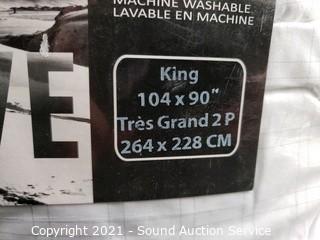 MACHINE WASHABLE
LAVABLE EN MACHINE
King
104 x 90"
Très Grand 2 P
264 x 228 CM
VE
Copyright 2021 - Sound Auction Service